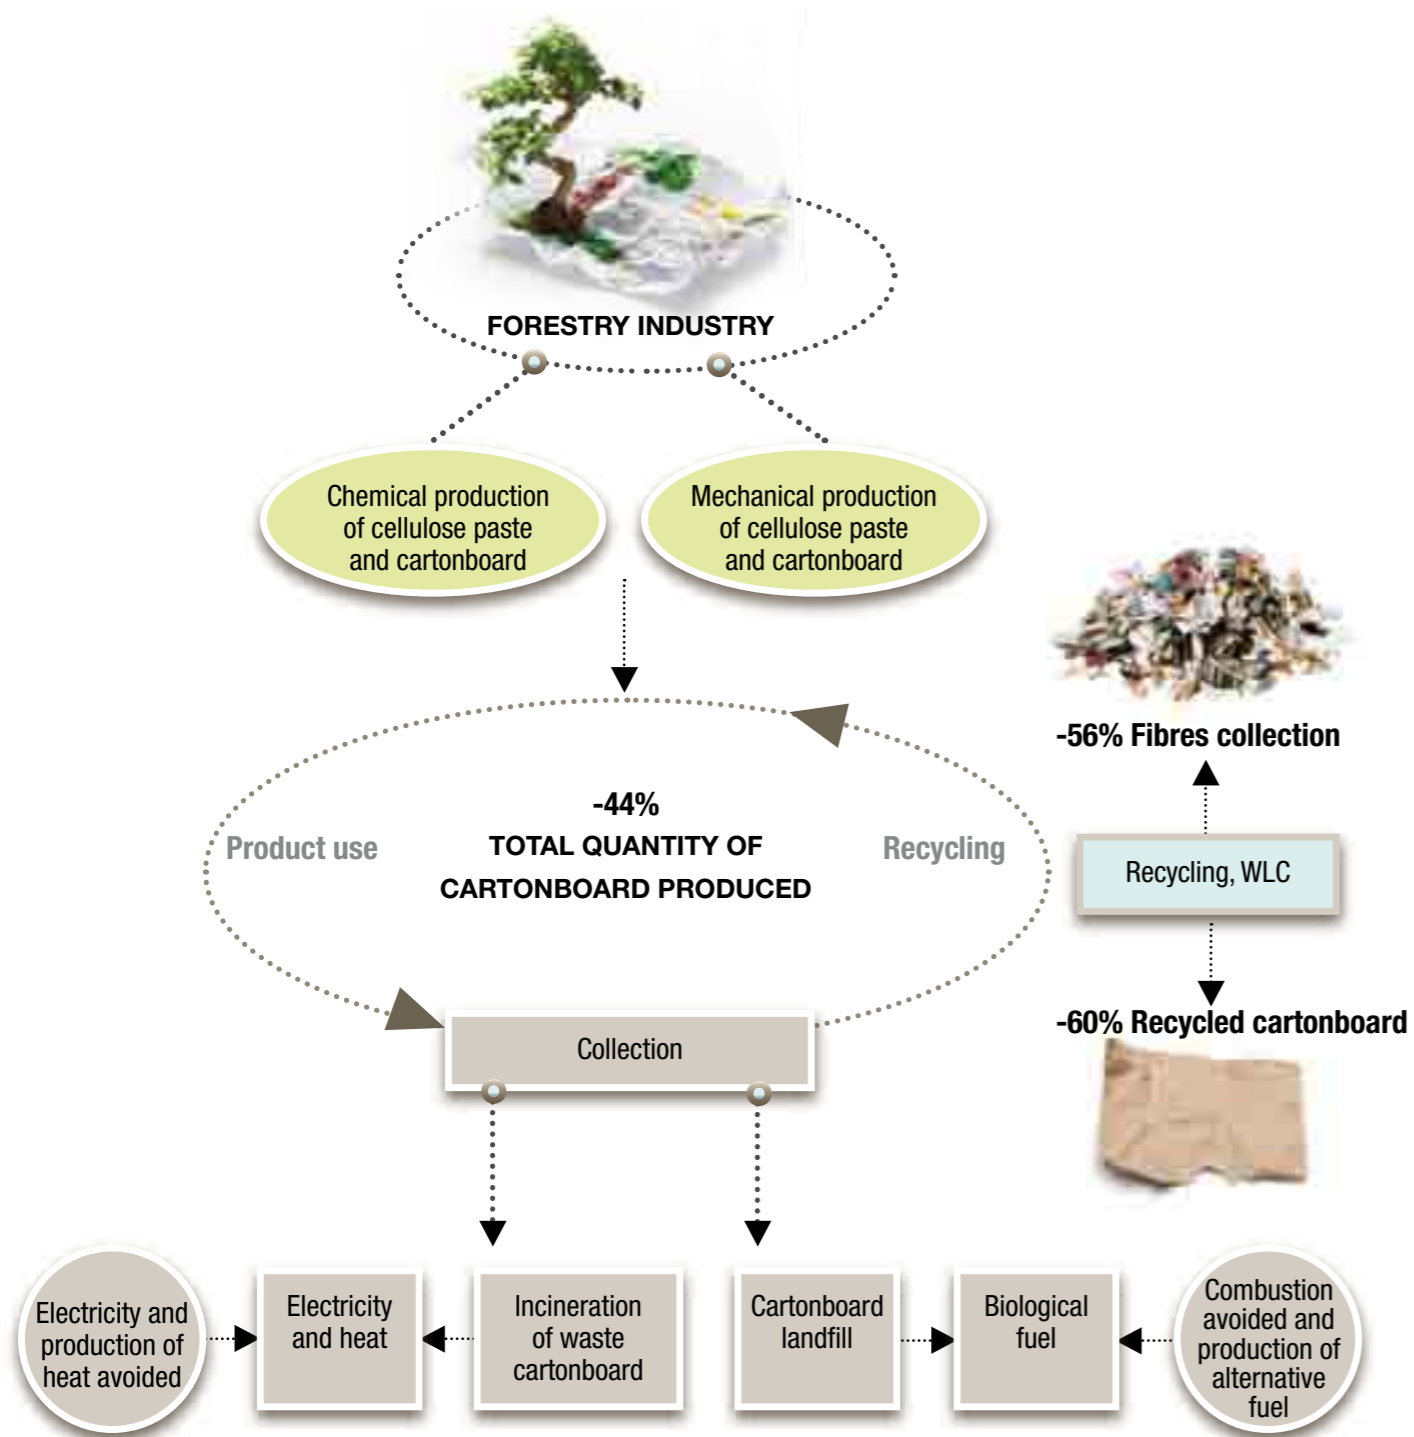 FORESTRY INDUSTRY
Chemical production
of cellulose paste
and cartonboard
Mechanical production
of cellulose paste
and cartonboard
-56% Fibres collection
-44%
TOTAL QUANTITY OF
CARTONBOARD PRODUCED
Product use
Recycling
Recycling, WLC
-60% Recycled cartonboard
Collection
Electricity and
production of
heat avoided
Electricity
and heat
Incineration
of waste
cartonboard
Cartonboard
landfill
Biological
fuel
Combustion
avoided and
production of
alternative
fuel